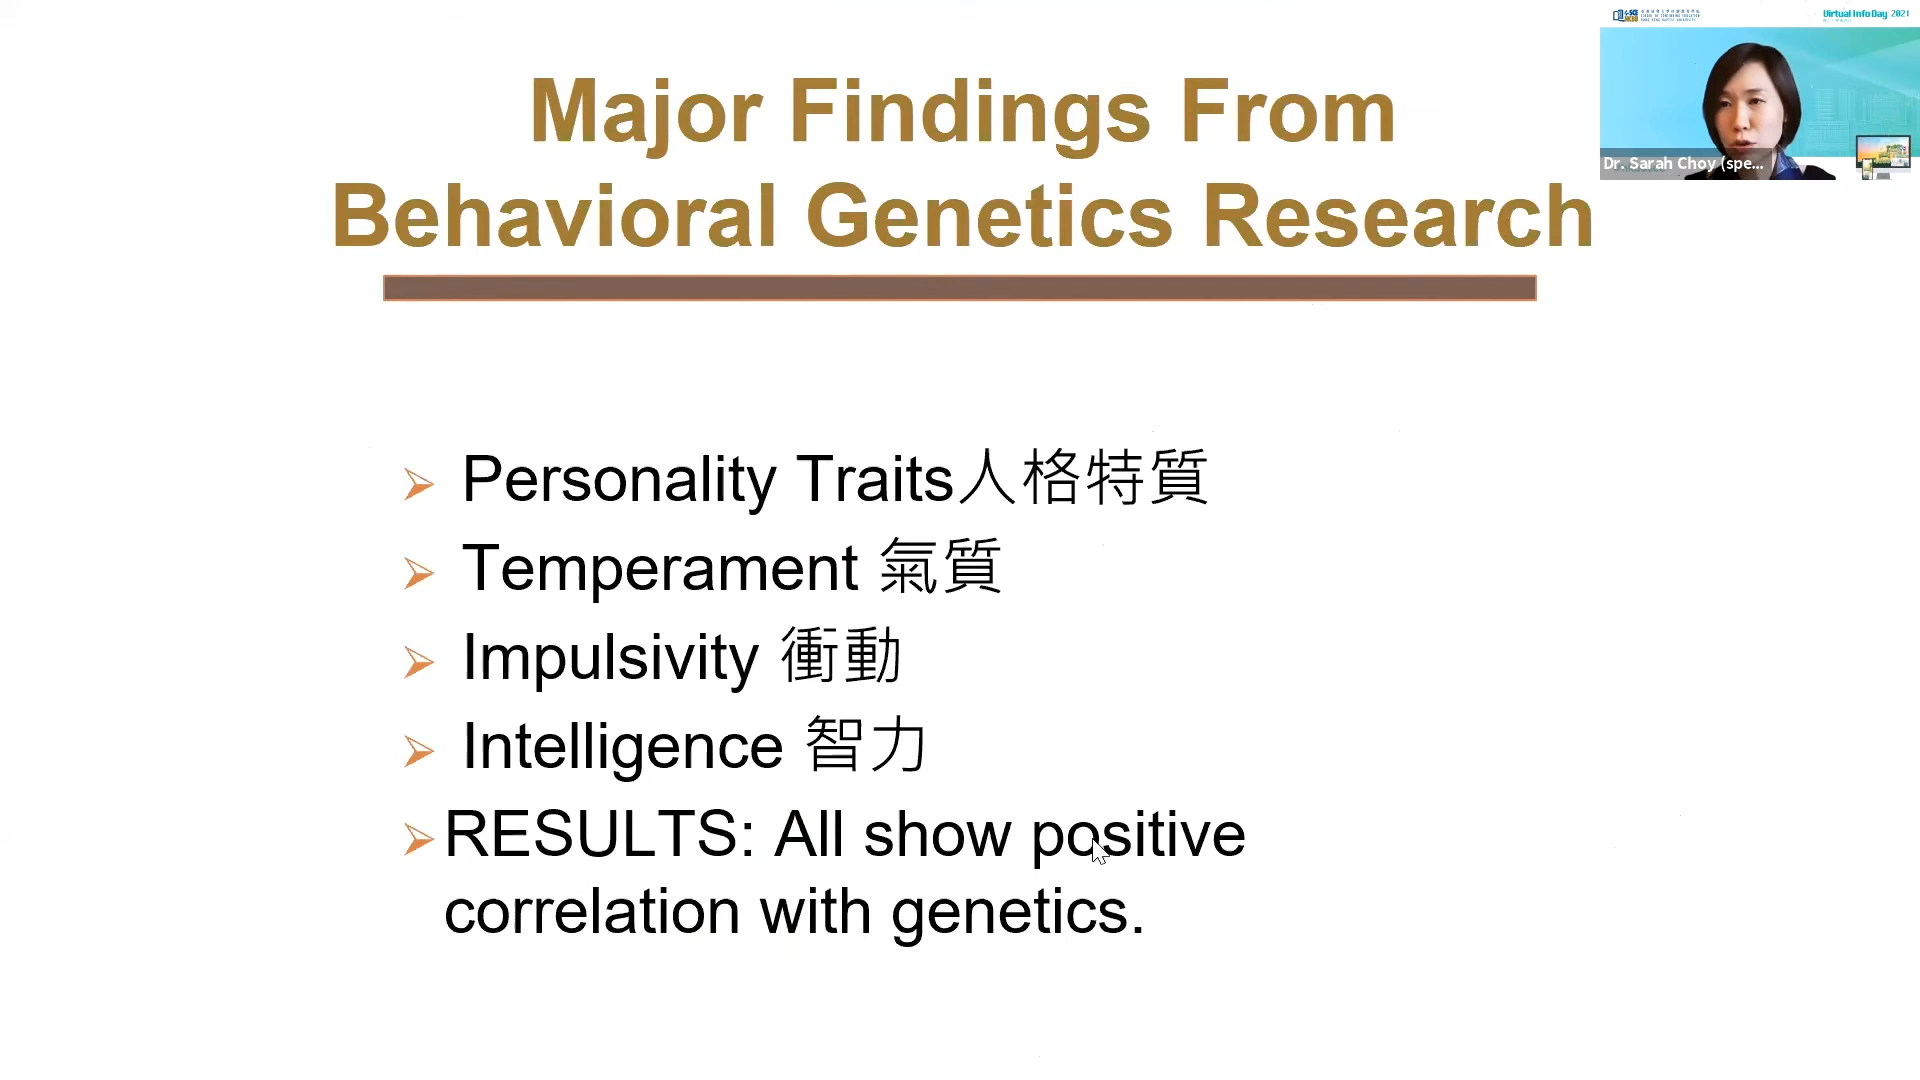 Virtual Info Day 2021
Dr. Sarah Choy (spe...
Major Findings From
Behavioral Genetics Research
Personality Traits人格特質
Temperament 氣質
Impulsivity 衝動
Intelligence 智力
RESULTS: All show positive
correlation with genetics.